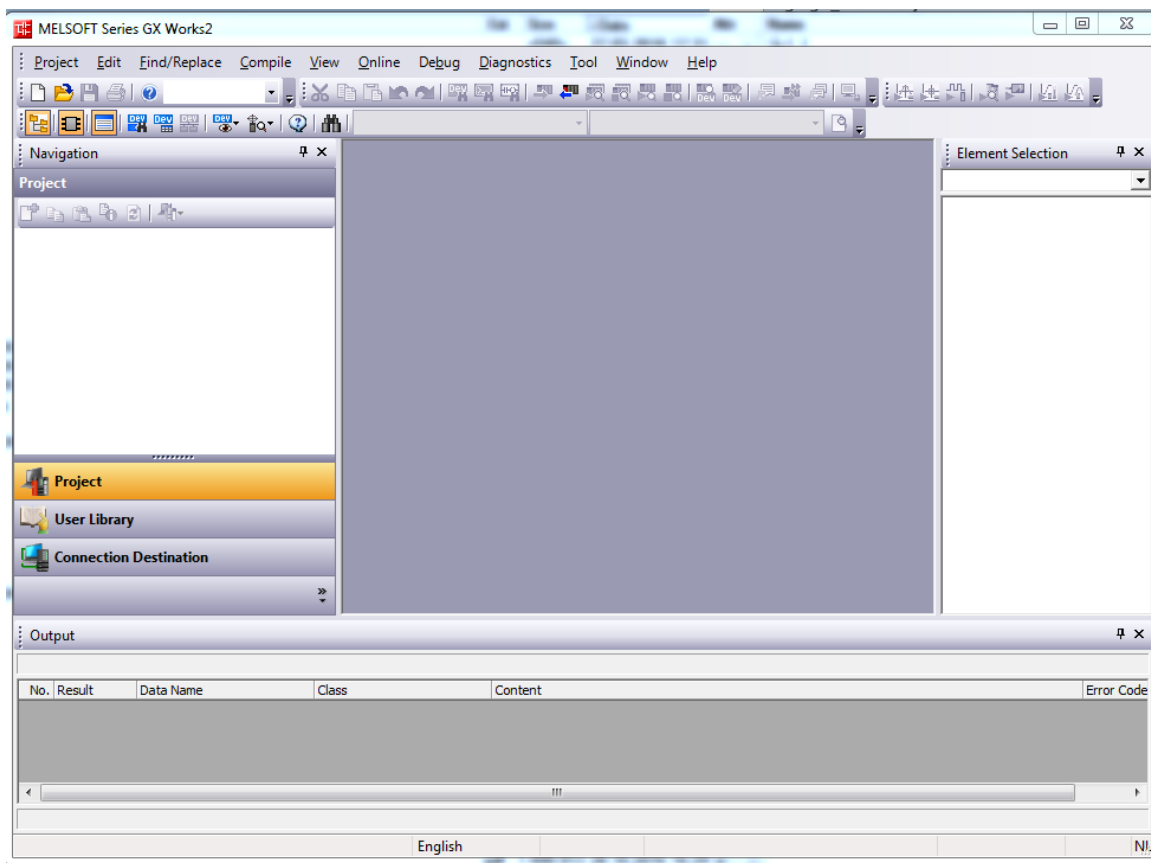 MELSOFT Series GX Works2
Project Edit Find/Replace Compile View Online Debug Diagnostics Tool Window Help
Navigation
Project
Project
User Library
Connection Destination
Element Selection
Output
No. Result Data Name Class Content Error Code
English